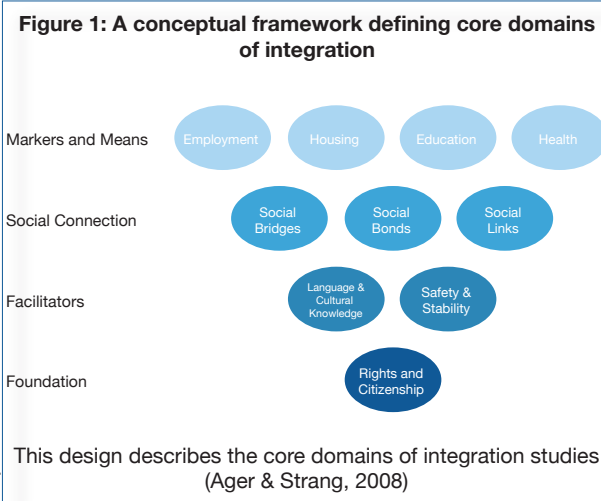 Figure 1: A conceptual framework defining core domains
of integration
Markers and Means
Employment
Housing
Education
Health
Social Connection
Social
Bridges
Social
Bonds
Social
Links
Facilitators
Language &
Cultural
Knowledge
Safety &
Stability
Foundation
Rights and
Citizenship
This design describes the core domains of integration studies
(Ager & Strang, 2008)